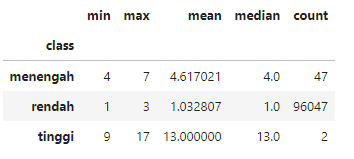 min max mean median count
class
menengah 4 7 4.617021 4.0 47
rendah 1 3 1.032807 1.0 96047
tinggi 9 17 13.000000 13.0 2